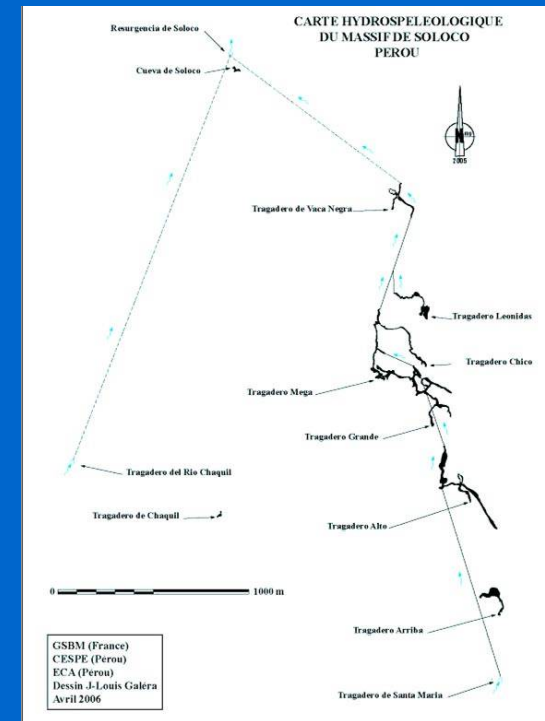 CARTE HYDROSPELEOLOGIQUE
DU MASSIF DE SOLOCO
PEROU
Resurgencia de Soloco
Cueva de Soloco
N
2005
Tragadero de Vaca Negra
Tragadero Leonidas
Tragadero Chico
Tragadero Mega
Tragadero Grande
Tragadero del Rio Chaquil
Tragadero de Chaquil
Tragadero Alto
0 1000 m
Tragadero Arriba
GSBM (France)
CESPE (Pérou)
ECA (Pérou)
Dessin J-Louis Galéra
Avril 2006
Tragadero de Santa Maria